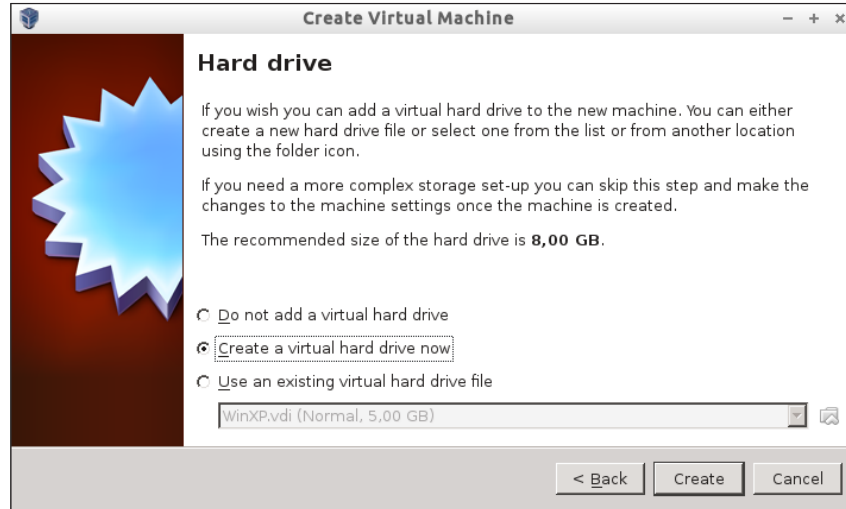 Create Virtual Machine
Hard drive
If you wish you can add a virtual hard drive to the new machine. You can either
create a new hard drive file or select one from the list or from another location
using the folder icon.
If you need a more complex storage set-up you can skip this step and make the
changes to the machine settings once the machine is created.
The recommended size of the hard drive is 8,00 GB.
Do not add a virtual hard drive
Create a virtual hard drive now
Use an existing virtual hard drive file
WinXP.vdi (Normal, 5,00 GB)
< Back Create Cancel